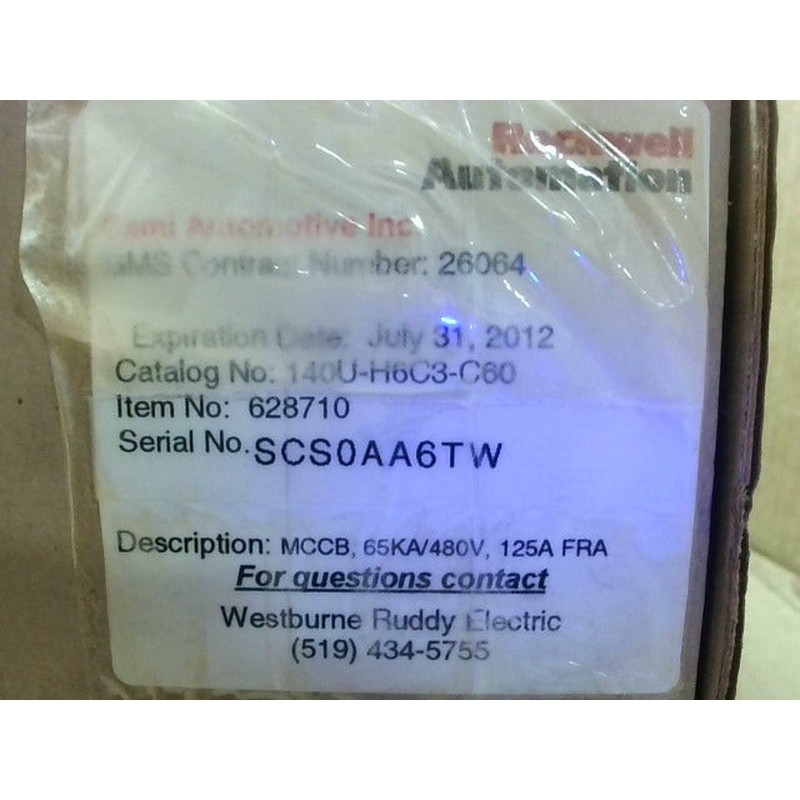 Rockwell
Automation
Cami Automotive Inc.
GMS Contract Number: 26064
Expiration Date: July 31, 2012
Catalog No: 140U-H6C3-C60
Item No: 628710
Serial No. SCS0AA6TW
Description: MCCB, 65KA/480V, 125A FRA
For questions contact
Westburne Ruddy Electric
(519) 434-5755